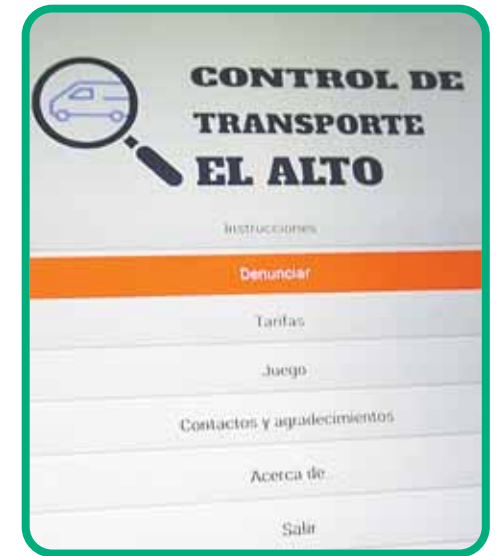 CONTROL DE
TRANSPORTE
EL ALTO
Instrucciones
Denunciar
Tarifas
Juego
Contactos y agradecimientos
Acerca de
Salir